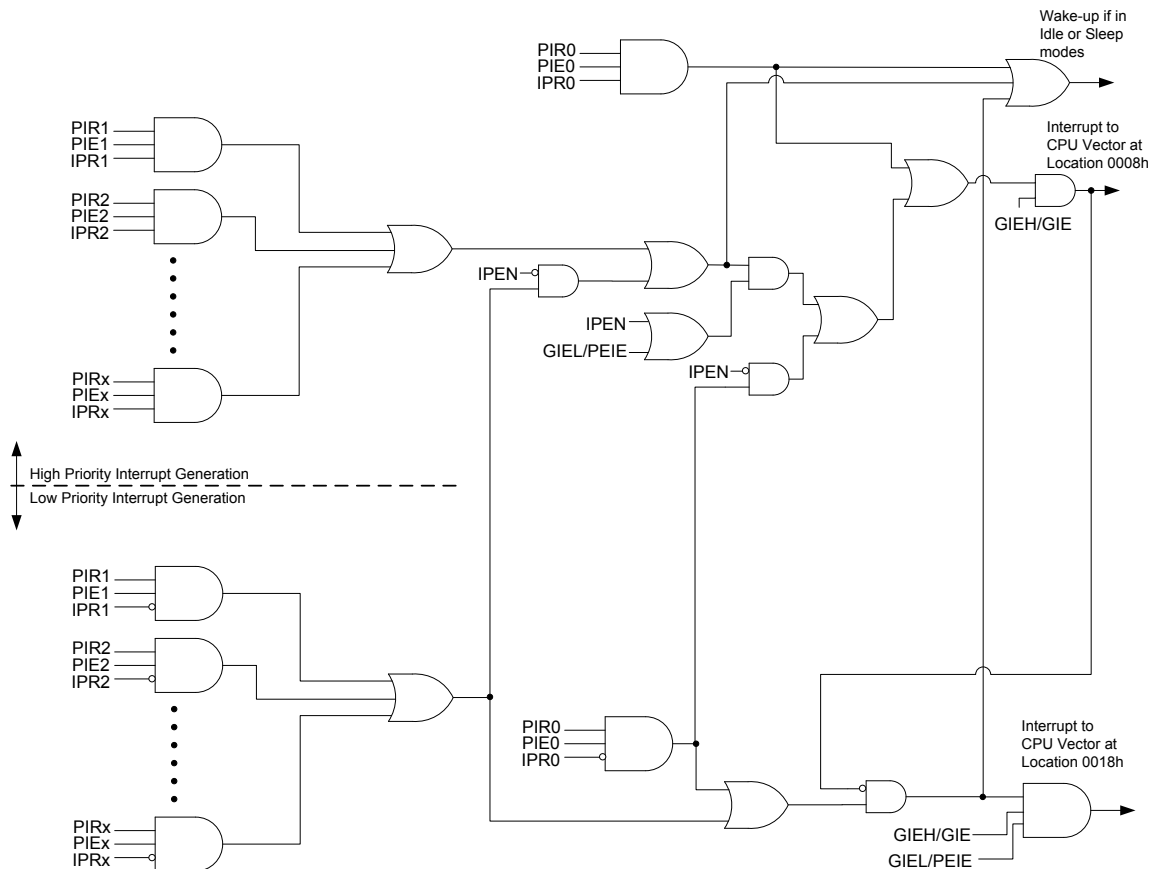 Wake-up if in
Idle or Sleep
modes
PIR0
PIE0
IPR0
PIR1
PIE1
IPR1
Interrupt to
CPU Vector at
Location 0008h
PIR2
PIE2
IPR2
GIEH/GIE
IPEN
IPEN
GIEL/PEIE
IPEN
PIRx
PIEx
IPRx
High Priority Interrupt Generation
Low Priority Interrupt Generation
PIR1
PIE1
IPR1
PIR2
PIE2
IPR2
PIR0
PIE0
IPR0
Interrupt to
CPU Vector at
Location 0018h
PIRx
PIEx
IPRx
GIEH/GIE
GIEL/PEIE